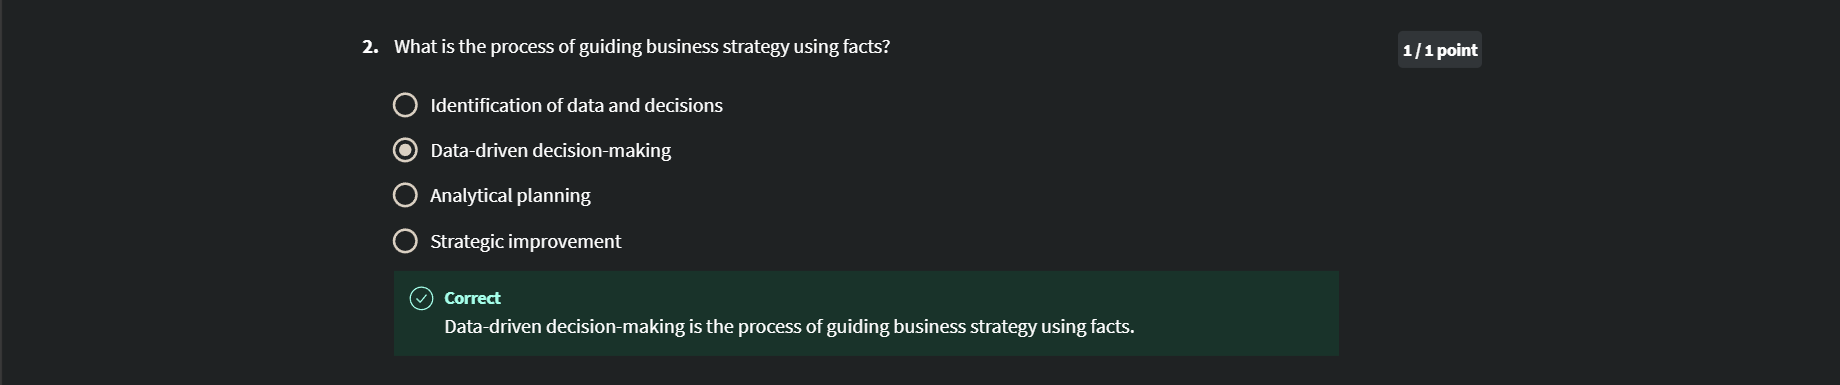 2. What is the process of guiding business strategy using facts?
1 / 1 point
Identification of data and decisions
Data-driven decision-making
Analytical planning
Strategic improvement
Correct
Data-driven decision-making is the process of guiding business strategy using facts.